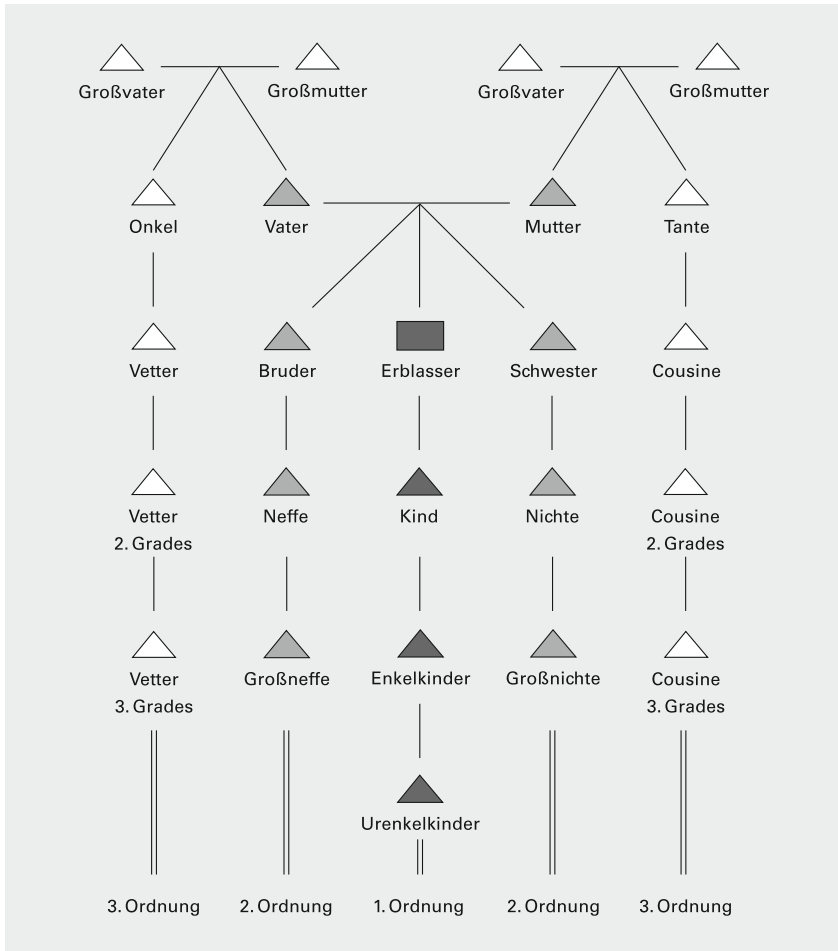 Großvater Großmutter Großvater Großmutter
Onkel Vater Mutter Tante
Vetter Bruder Erblasser Schwester Cousine
Vetter Neffe Kind Nichte Cousine
2. Grades 2. Grades
Vetter Großneffe Enkelkinder Großnichte Cousine
3. Grades 3. Grades
Urenkelkinder
3. Ordnung 2. Ordnung 1. Ordnung 2. Ordnung 3. Ordnung